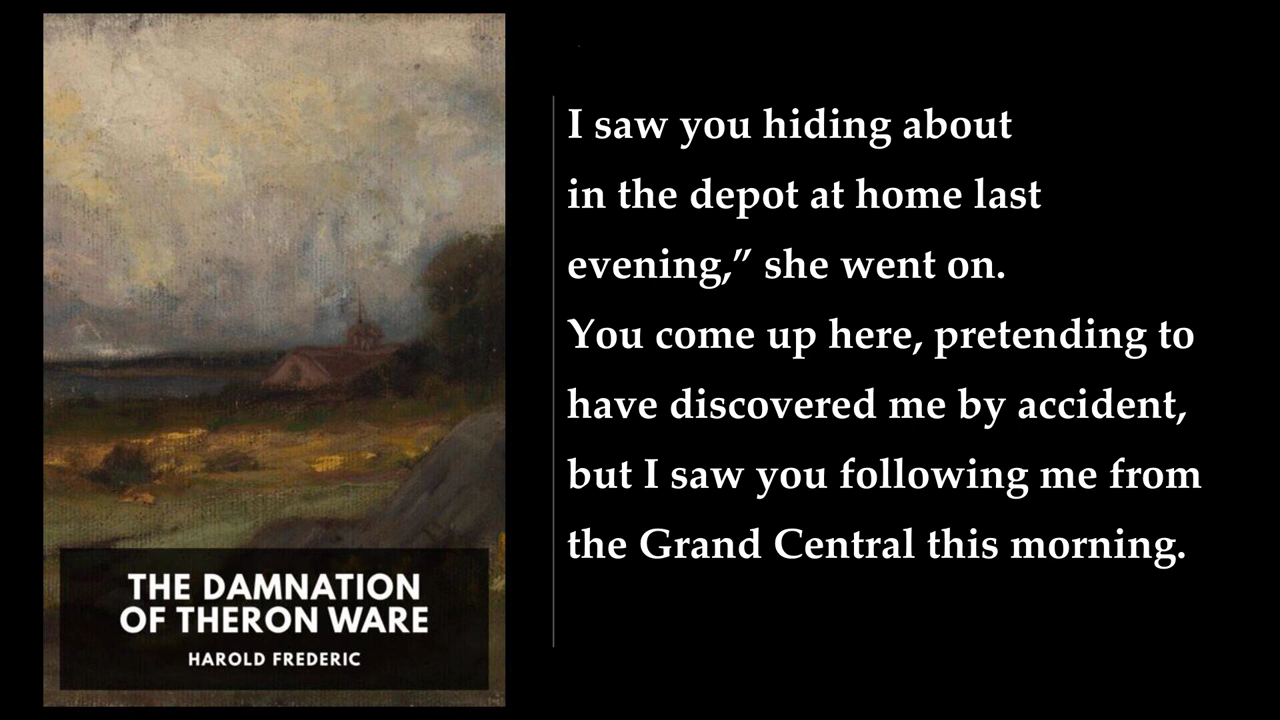 I saw you hiding about
in the depot at home last
evening,” she went on.
You come up here, pretending to
have discovered me by accident,
but I saw you following me from
the Grand Central this morning.
THE DAMNATION
OF THERON WARE
HAROLD FREDERIC